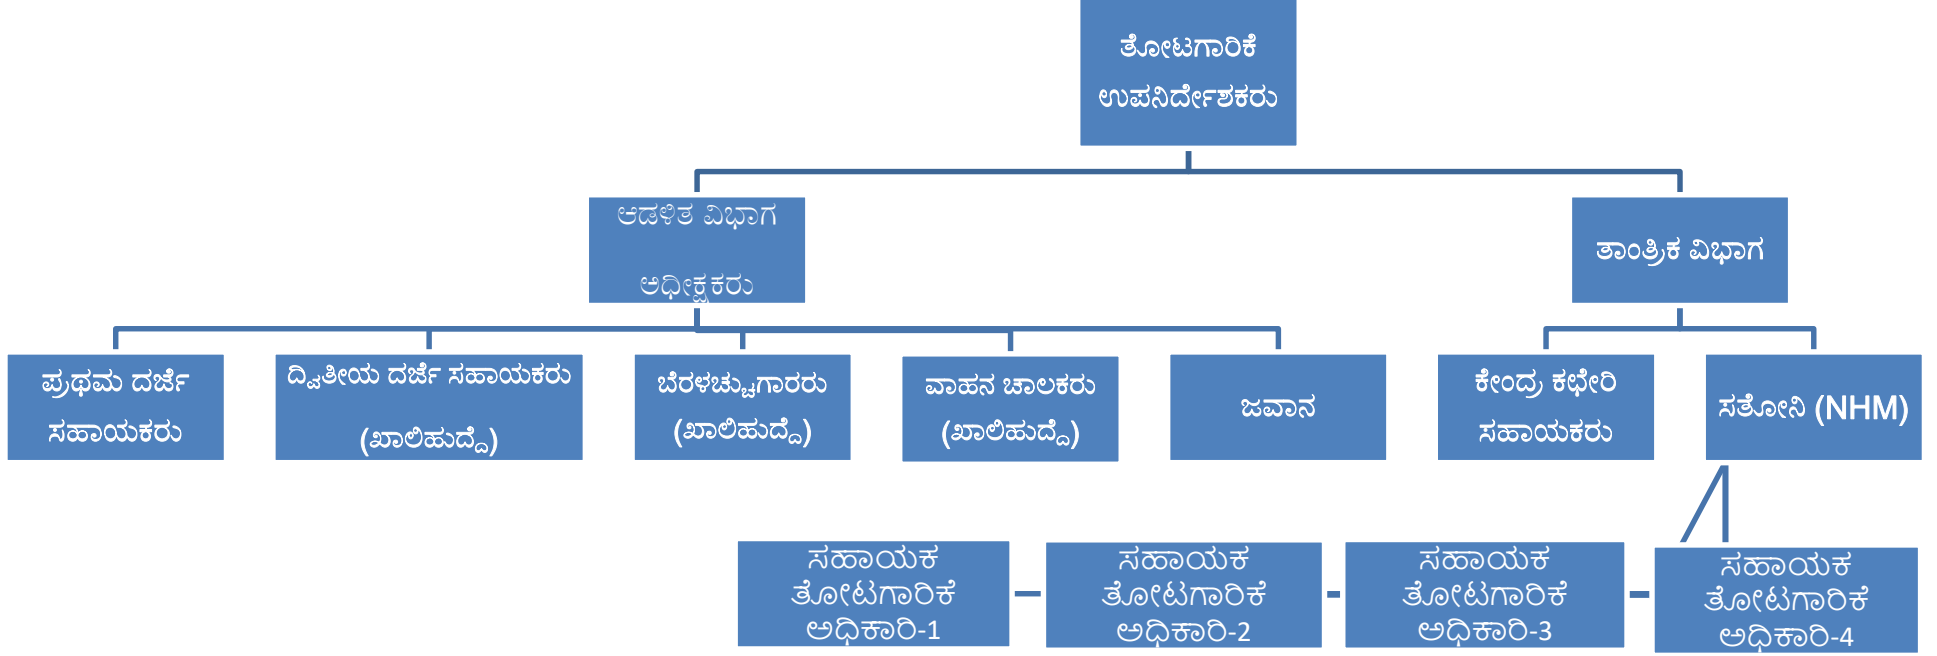 ತೋಟಗಾರಿಕೆ
ಉಪನಿರ್ದೇಶಕರು
ಆಡಳಿತ ವಿಭಾಗ
ಅಧೀಕ್ಷಕರು
ತಾಂತ್ರಿಕ ವಿಭಾಗ
ಪ್ರಥಮ ದರ್ಜೆ
ಸಹಾಯಕರು
ದ್ವಿತೀಯ ದರ್ಜೆ ಸಹಾಯಕರು
(ಖಾಲಿಹುದ್ದೆ)
ಬೆರಳಚ್ಚುಗಾರರು
(ಖಾಲಿಹುದ್ದೆ)
ವಾಹನ ಚಾಲಕರು
(ಖಾಲಿಹುದ್ದೆ)
ಜವಾನ
ಕೇಂದ್ರ ಕಛೇರಿ
ಸಹಾಯಕರು
ಸತೋನಿ (NHM)
ಸಹಾಯಕ
ತೋಟಗಾರಿಕೆ
ಅಧಿಕಾರಿ-1
ಸಹಾಯಕ
ತೋಟಗಾರಿಕೆ
ಅಧಿಕಾರಿ-2
ಸಹಾಯಕ
ತೋಟಗಾರಿಕೆ
ಅಧಿಕಾರಿ-3
ಸಹಾಯಕ
ತೋಟಗಾರಿಕೆ
ಅಧಿಕಾರಿ-4